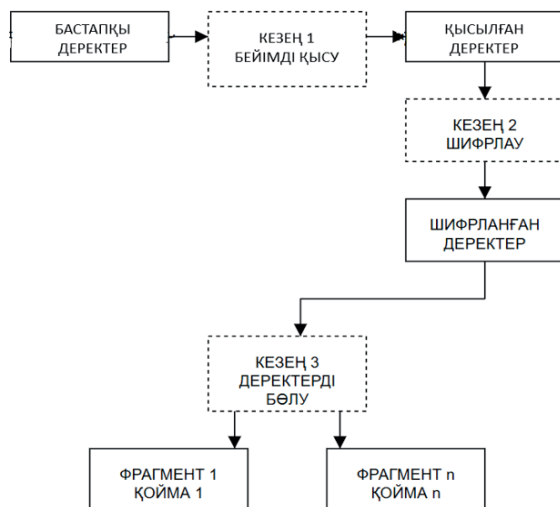 БАСТАПҚЫ
ДЕРЕКТЕР
КЕЗЕҢ 1
БЕЙІМДІ ҚЫСУ
ҚЫСЫЛҒАН
ДЕРЕКТЕР
КЕЗЕҢ 2
ШИФРЛАУ
ШИФРЛАНҒАН
ДЕРЕКТЕР
КЕЗЕҢ 3
ДЕРЕКТЕРДІ
БӨЛУ
ФРАГМЕНТ 1
ҚОЙМА 1
ФРАГМЕНТ n
ҚОЙМА n